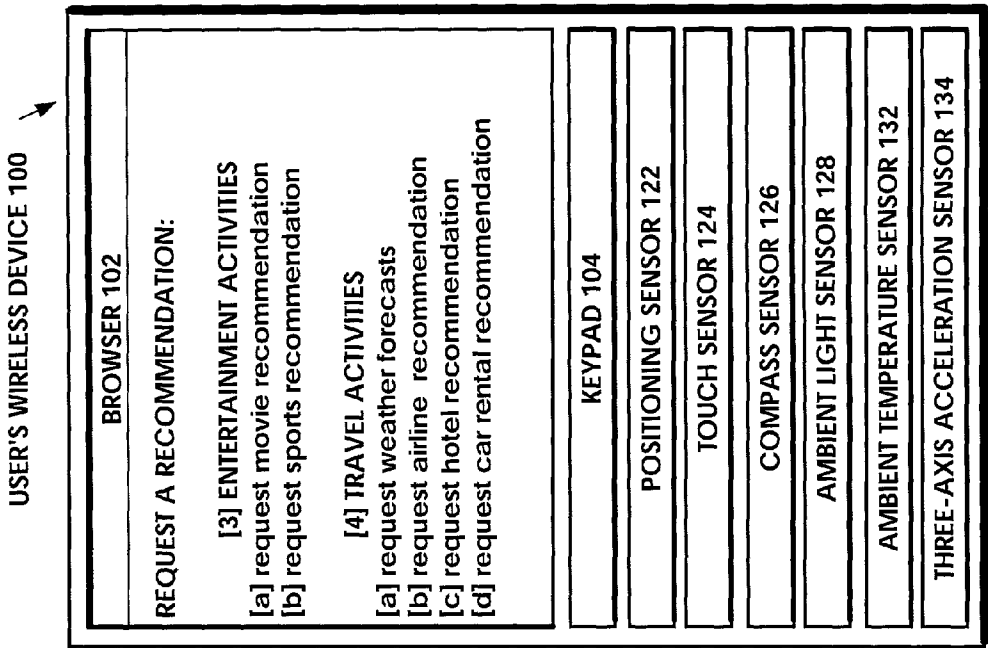 USER'S WIRELESS DEVICE 100
BROWSER 102
REQUEST A RECOMMENDATION:
[3] ENTERTAINMENT ACTIVITIES
[a] request movie recommendation
[b] request sports recommendation
[4] TRAVEL ACTIVITIES
[a] request weather forecasts
[b] request airline recommendation
[c] request hotel recommendation
[d] request car rental recommendation
KEYPAD 104
POSITIONING SENSOR 122
TOUCH SENSOR 124
COMPASS SENSOR 126
AMBIENT LIGHT SENSOR 128
AMBIENT TEMPERATURE SENSOR 132
THREE-AXIS ACCELERATION SENSOR 134